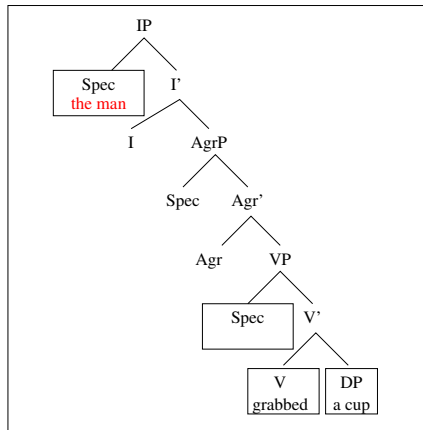 IP
Spec I’
the man
I AgrP
Spec Agr’
Agr VP
Spec V’
V DP
grabbed a cup